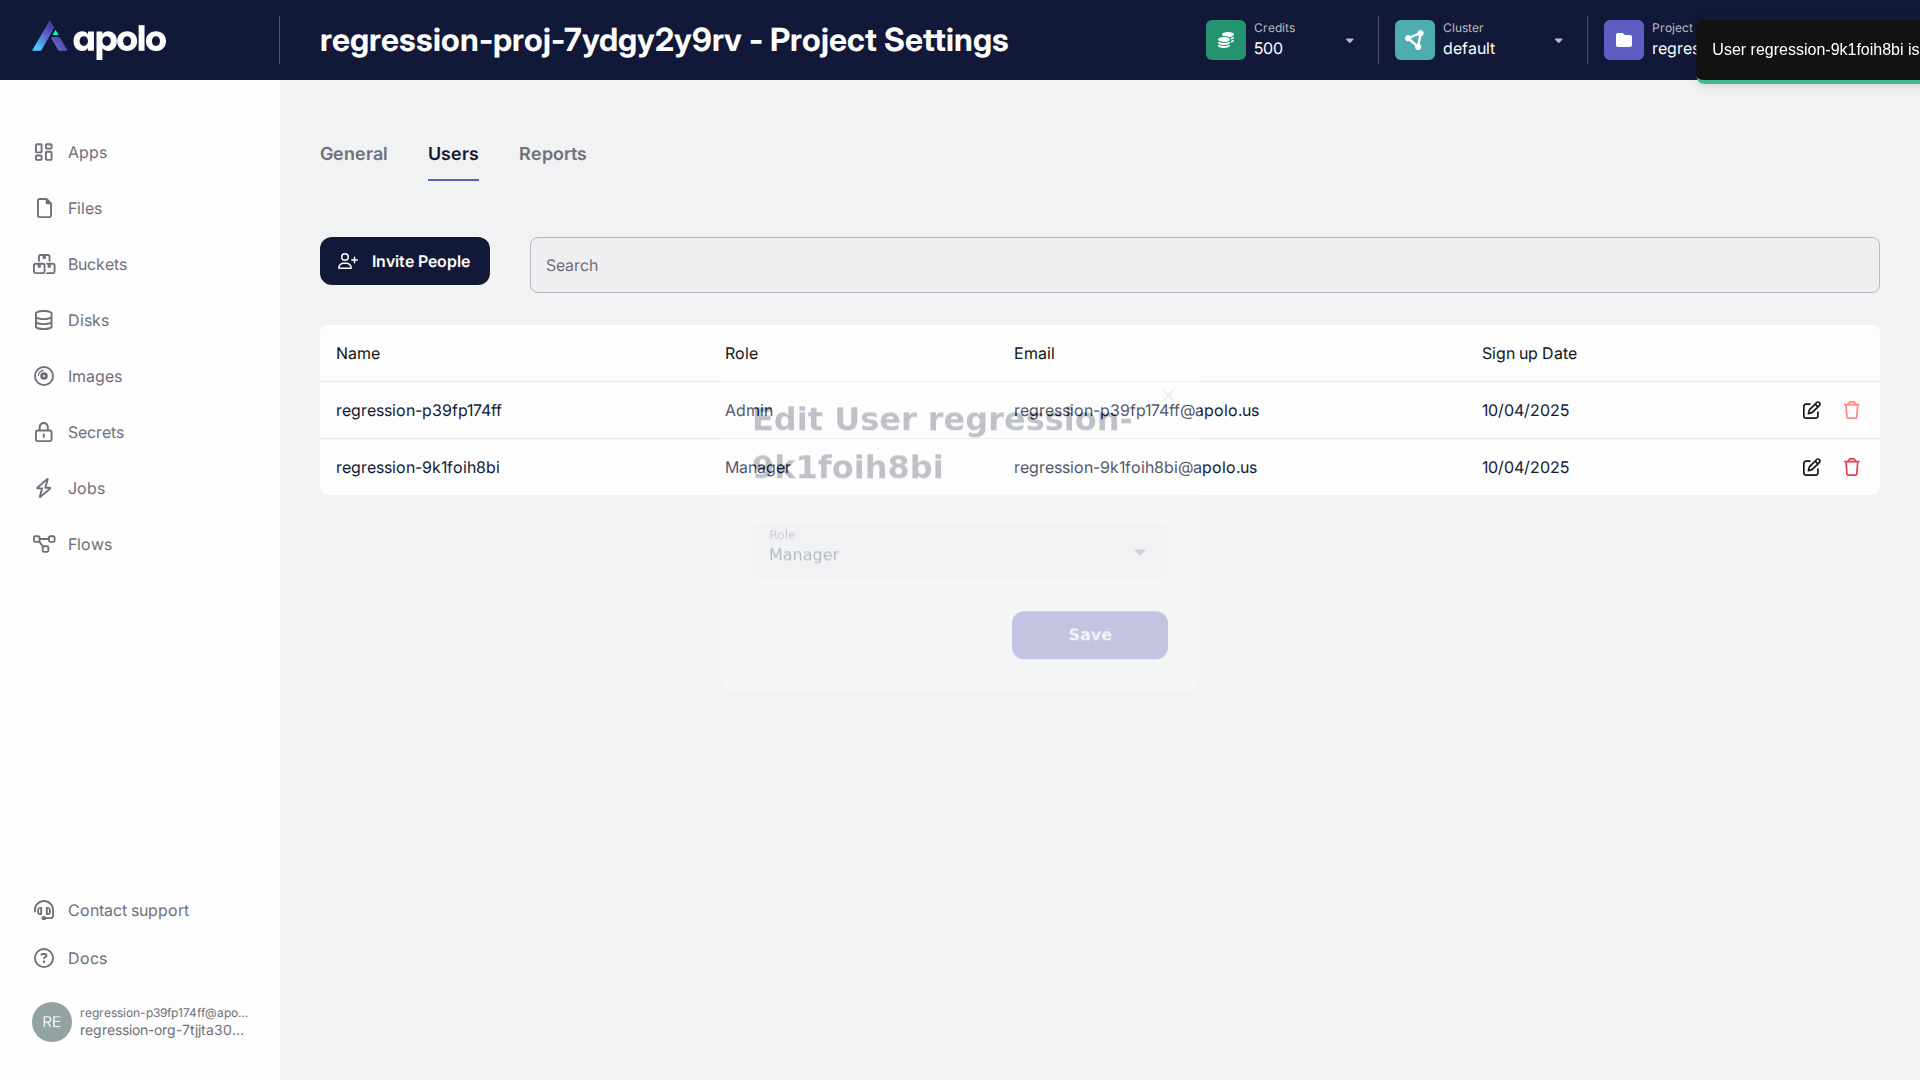 apolo
regression-proj-7ydgy2y9rv - Project Settings
Credits
500
Cluster
default
Project
regres
User regression-9k1foih8bi is
Apps
Files
Buckets
Disks
Images
Secrets
Jobs
Flows
General
Users
Reports
Invite People
Search
Name Role Email Sign up Date
regression-p39fp174ff Admin regression-p39fp174ff@apolo.us 10/04/2025
regression-9k1foih8bi Manager regression-9k1foih8bi@apolo.us 10/04/2025
Edit User regression-
9k1foih8bi
Role
Manager
Save
Contact support
Docs
RE
regression-p39fp174ff@apo...
regression-org-7tjjta30...